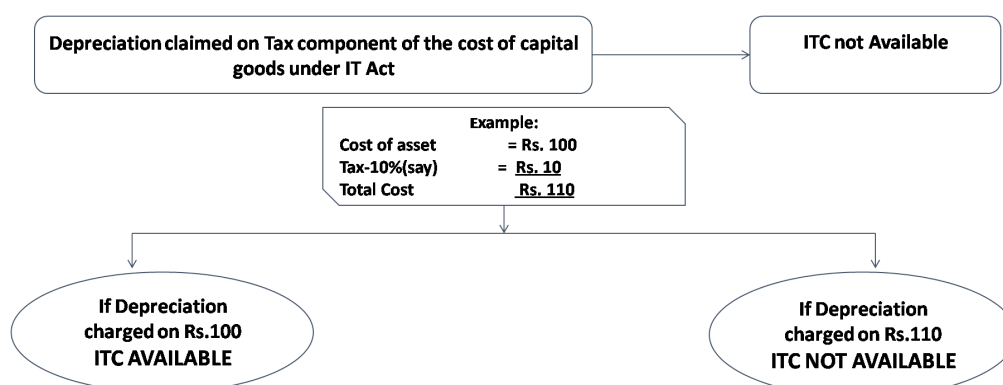 Depreciation claimed on Tax component of the cost of capital
goods under IT Act
ITC not Available
Example:
Cost of asset = Rs. 100
Tax-10%(say) = Rs. 10
Total Cost Rs. 110
If Depreciation
charged on Rs.100
ITC AVAILABLE
If Depreciation
charged on Rs.110
ITC NOT AVAILABLE